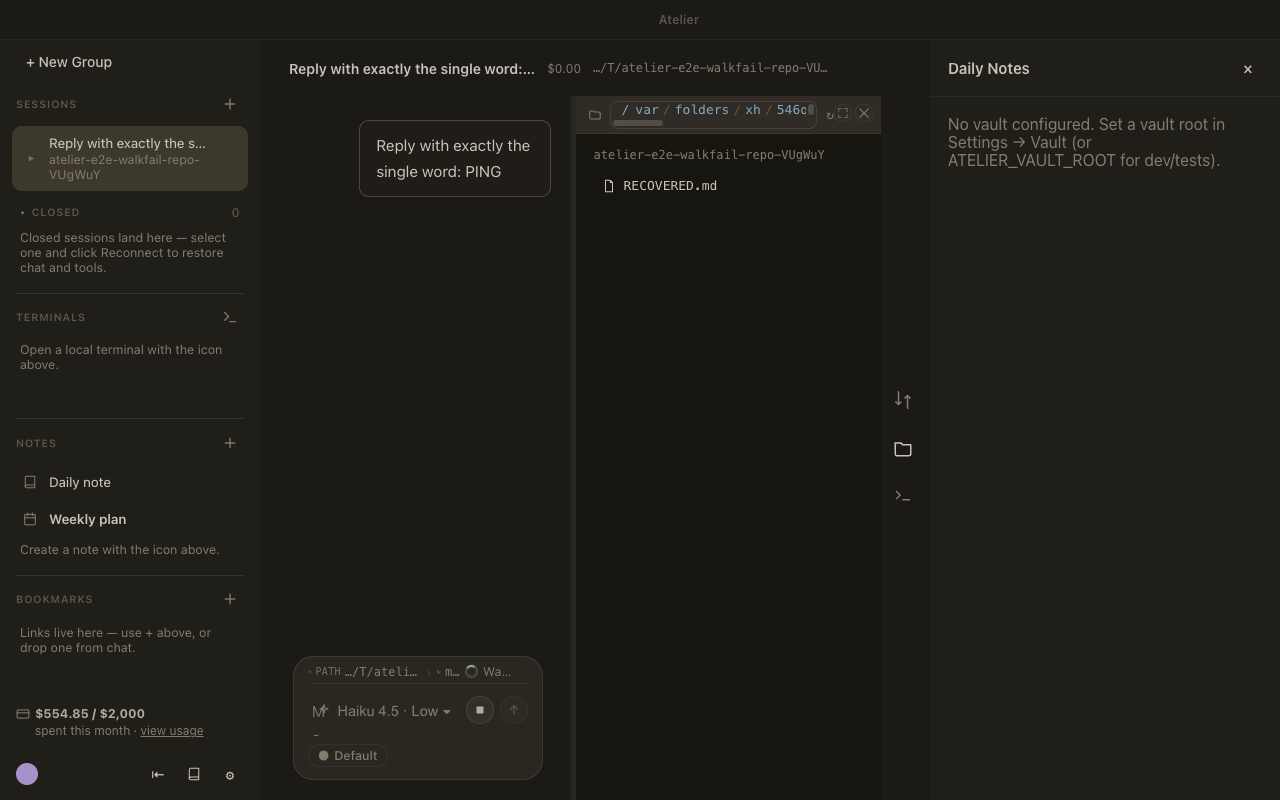 Atelier
+ New Group
SESSIONS
Reply with exactly the s...
atelier-e2e-walkfail-repo-
VUgWuY
CLOSED 0
Closed sessions land here — select
one and click Reconnect to restore
chat and tools.
TERMINALS
Open a local terminal with the icon
above.
NOTES
Daily note
Weekly plan
Create a note with the icon above.
BOOKMARKS
Links live here — use + above, or
drop one from chat.
$554.85 / $2,000
spent this month · view usage
Reply with exactly the single word:... $0.00 …/T/atelier-e2e-walkfail-repo-VU…
Reply with exactly the
single word: PING
PATH …/T/ateli… › m… Wa...
Haiku 4.5 · Low
Default
/ var / folders / xh / 546
atelier-e2e-walkfail-repo-VUgWuY
RECOVERED.md
Daily Notes
No vault configured. Set a vault root in
Settings → Vault (or
ATELIER_VAULT_ROOT for dev/tests).